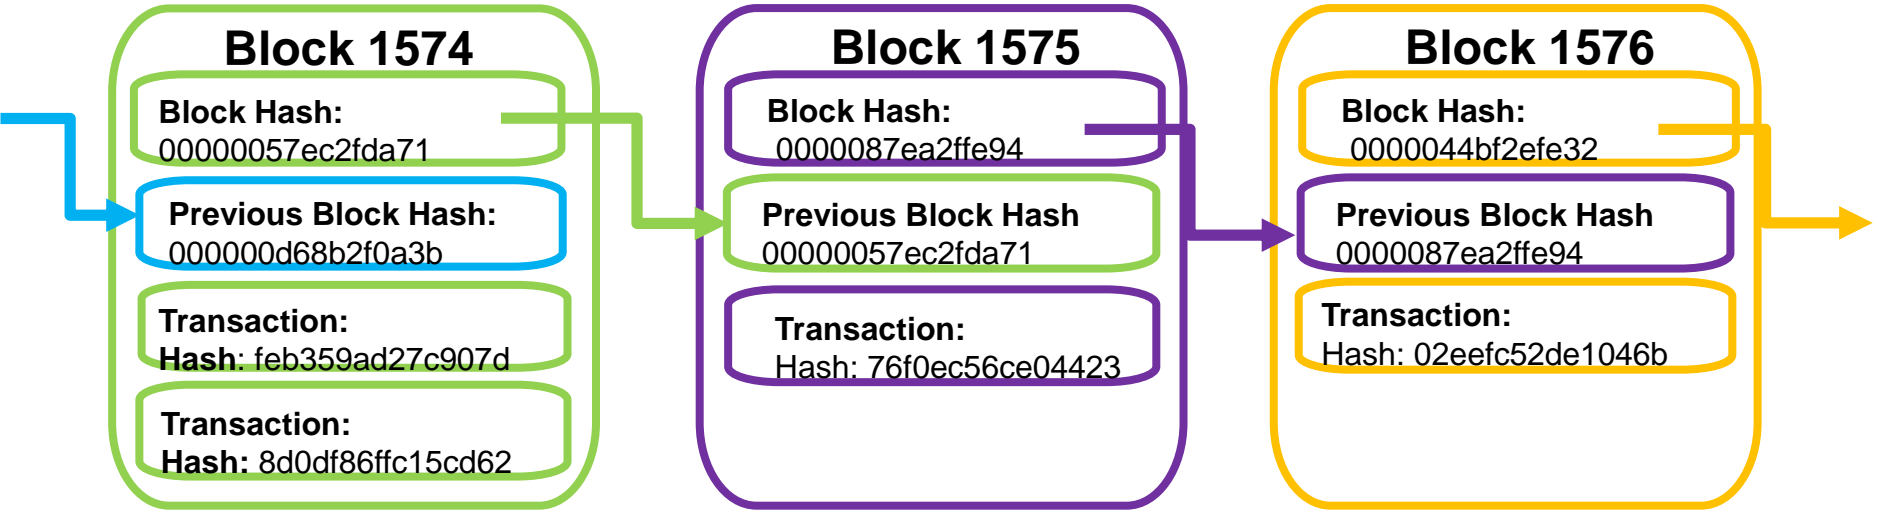 Block 1574
Block Hash:
00000057ec2fda71
Previous Block Hash:
000000d68b2f0a3b
Transaction:
Hash: feb359ad27c907d
Transaction:
Hash: 8d0df86ffc15cd62
Block 1575
Block Hash:
0000087ea2ffe94
Previous Block Hash
00000057ec2fda71
Transaction:
Hash: 76f0ec56ce04423
Block 1576
Block Hash:
0000044bf2efe32
Previous Block Hash
0000087ea2ffe94
Transaction:
Hash: 02eefc52de1046b